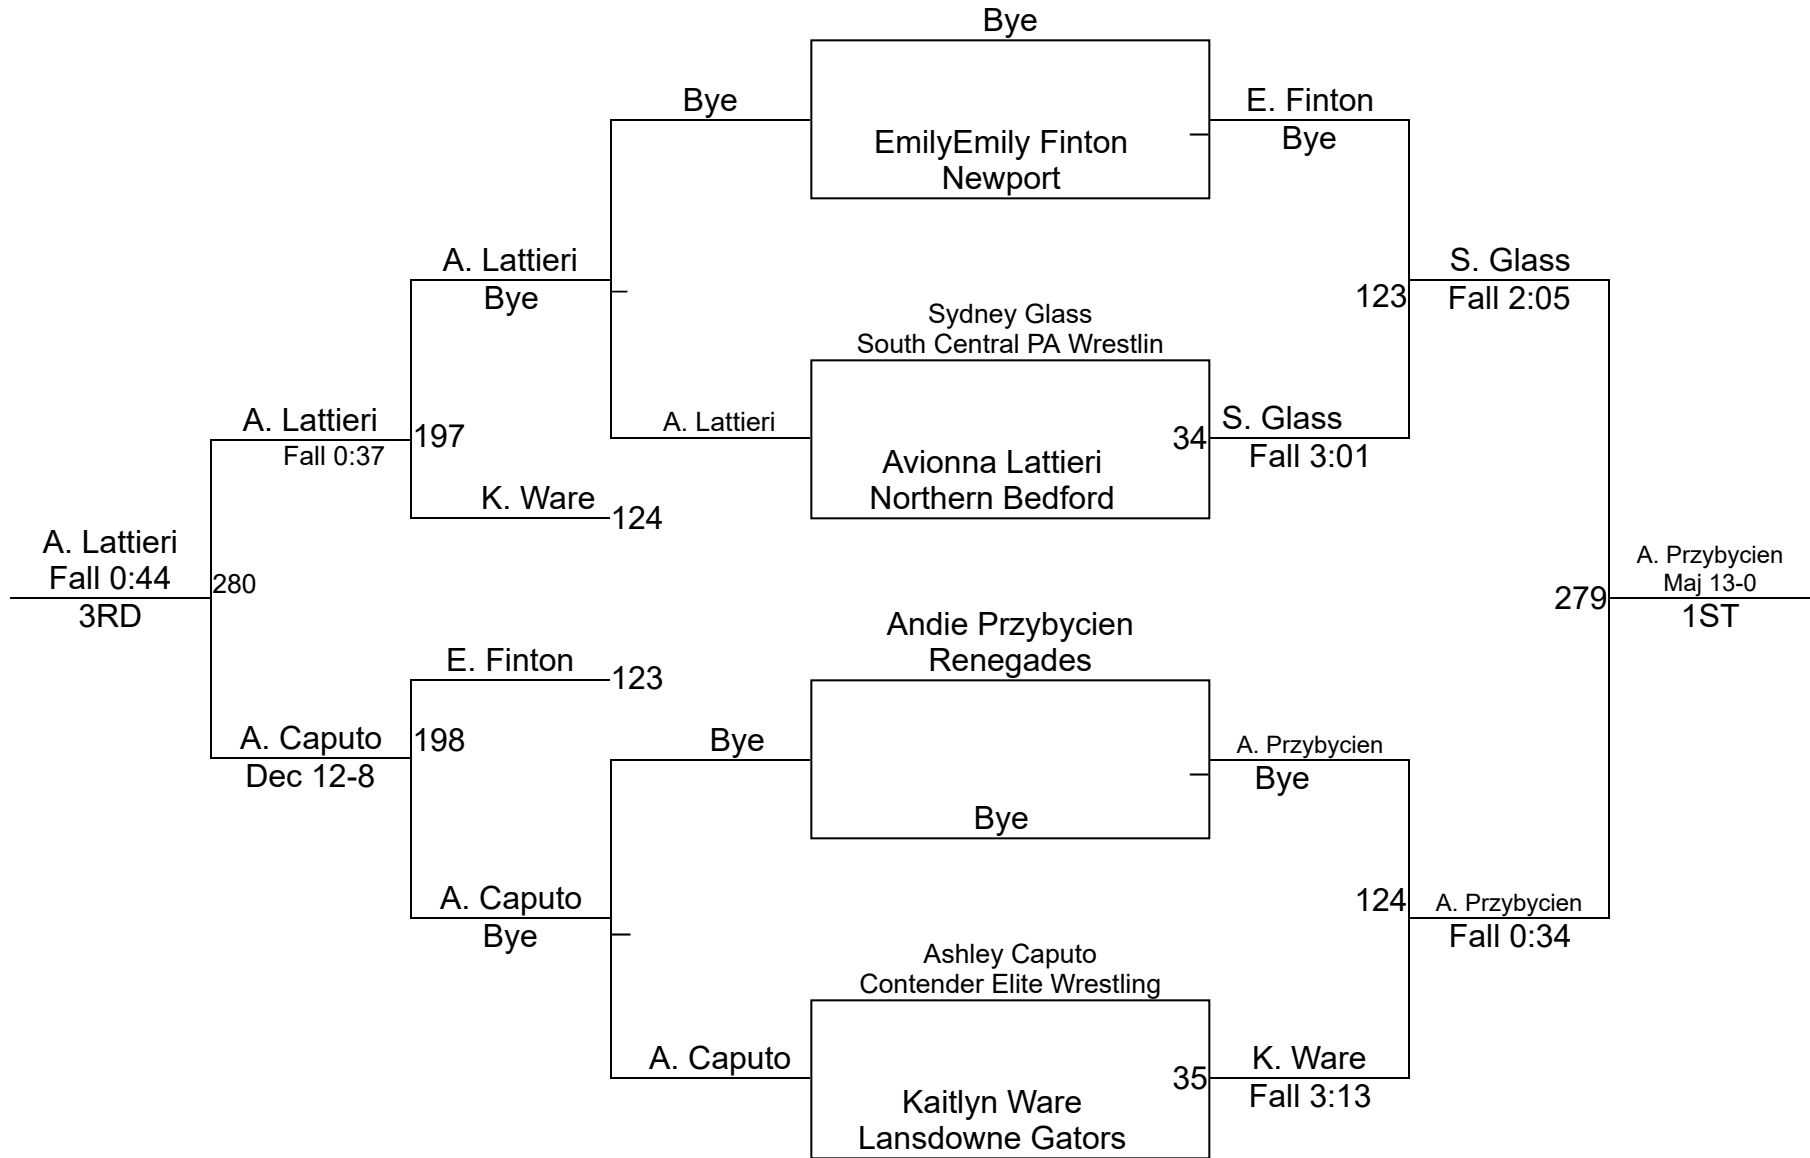 Bye
Bye
E. Finton
Bye
EmilyEmily Finton
Newport
A. Lattieri
Bye
S. Glass
Fall 2:05
123
Sydney Glass
South Central PA Wrestlin
A. Lattieri
Fall 0:37
197
A. Lattieri
34
S. Glass
Fall 3:01
Avionna Lattieri
Northern Bedford
K. Ware
124
A. Lattieri
Fall 0:44
3RD
280
279
A. Przybycien
Maj 13-0
1ST
Andie Przybycien
Renegades
E. Finton
123
A. Caputo
Dec 12-8
198
Bye
A. Przybycien
Bye
Bye
A. Caputo
Bye
124
A. Przybycien
Fall 0:34
Ashley Caputo
Contender Elite Wrestling
A. Caputo
35
K. Ware
Fall 3:13
Kaitlyn Ware
Lansdowne Gators